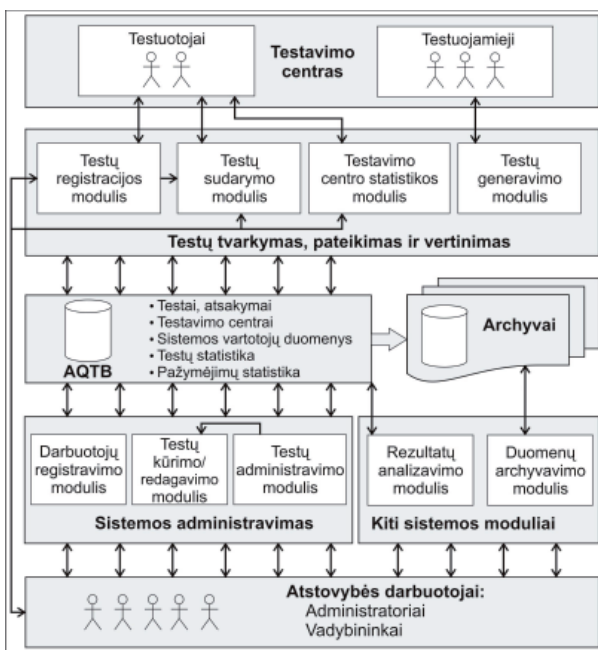 Testuotojai
Testavimo
centras
Testuojamieji
Testų
registracijos
modulis
Testų
sudarymo
modulis
Testavimo
centro statistikos
modulis
Testų
generavimo
modulis
Testų tvarkymas, pateikimas ir vertinimas
AQTB
• Testai, atsakymai
• Testavimo centrai
• Sistemos vartotojų duomenys
• Testų statistika
• Pažymėjimų statistika
Archyvai
Darbuotojų
registravimo
modulis
Testų
kūrimo/
redagavimo
modulis
Testų
administravimo
modulis
Sistemos administravimas
Rezultatų
analizavimo
modulis
Duomenų
archyvavimo
modulis
Kiti sistemos moduliai
Atstovybės darbuotojai:
Administratoriai
Vadybininkai